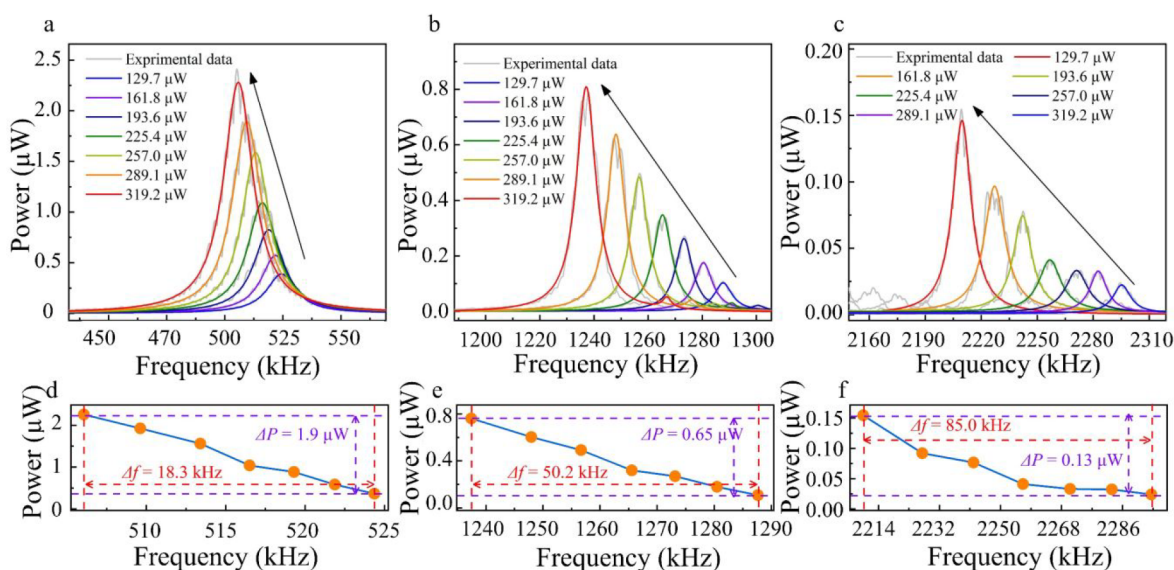 a
Power (μW)
2.5
2.0
1.5
1.0
0.5
0
Exprimental data
129.7 μW
161.8 μW
193.6 μW
225.4 μW
257.0 μW
289.1 μW
319.2 μW
450 475 500 525 550
Frequency (kHz)
b
Power (μW)
0.8
0.6
0.4
0.2
0.0
Exprimental data
129.7 μW
161.8 μW
193.6 μW
225.4 μW
257.0 μW
289.1 μW
319.2 μW
1200 1220 1240 1260 1280 1300
Frequency (kHz)
c
Power (μW)
0.20
0.15
0.10
0.05
0.00
Exprimental data 129.7 μW
161.8 μW 193.6 μW
225.4 μW 257.0 μW
289.1 μW 319.2 μW
2160 2190 2220 2250 2280 2310
Frequency (kHz)
d
Power (μW)
2
1
0
ΔP = 1.9 μW
Δf = 18.3 kHz
510 515 520 525
Frequency (kHz)
e
Power (μW)
0.8
0.4
0.0
ΔP = 0.65 μW
Δf = 50.2 kHz
1240 1250 1260 1270 1280 1290
Frequency (kHz)
f
Power (μW)
0.15
0.10
0.05
0.00
Δf = 85.0 kHz
ΔP = 0.13 μW
2214 2232 2250 2268 2286
Frequency (kHz)